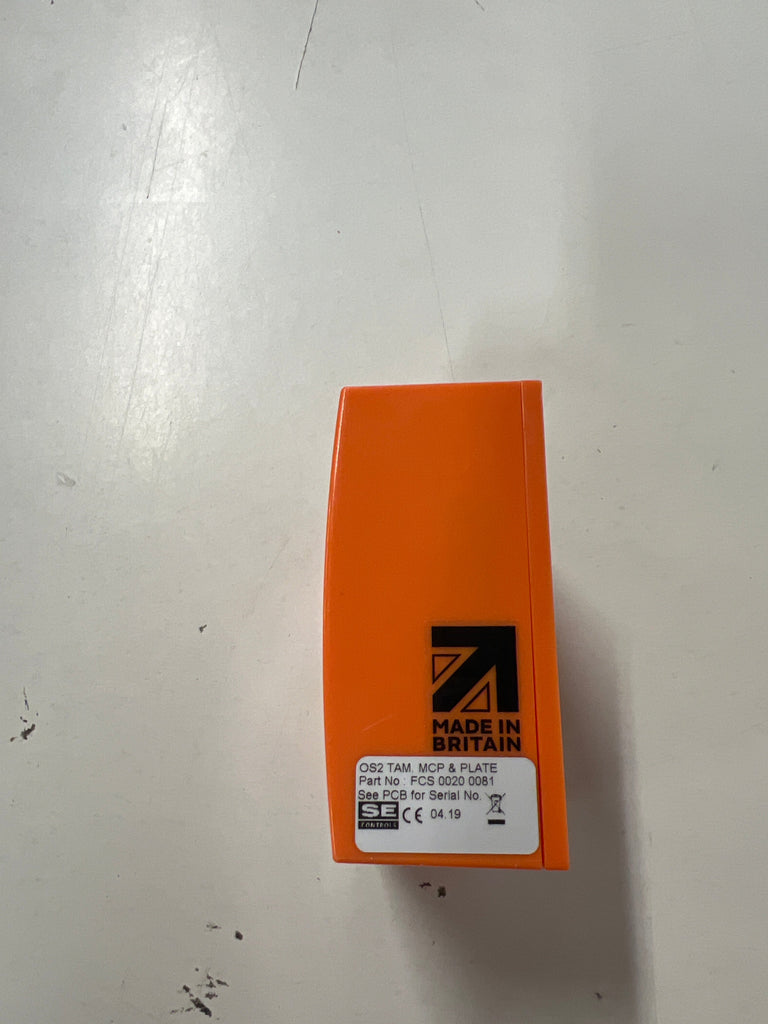 MADE IN
BRITAIN
OS2 TAM. MCP & PLATE
Part No : FCS 0020 0081
See PCB for Serial No.
SE
CONTROLS
CE 04.19